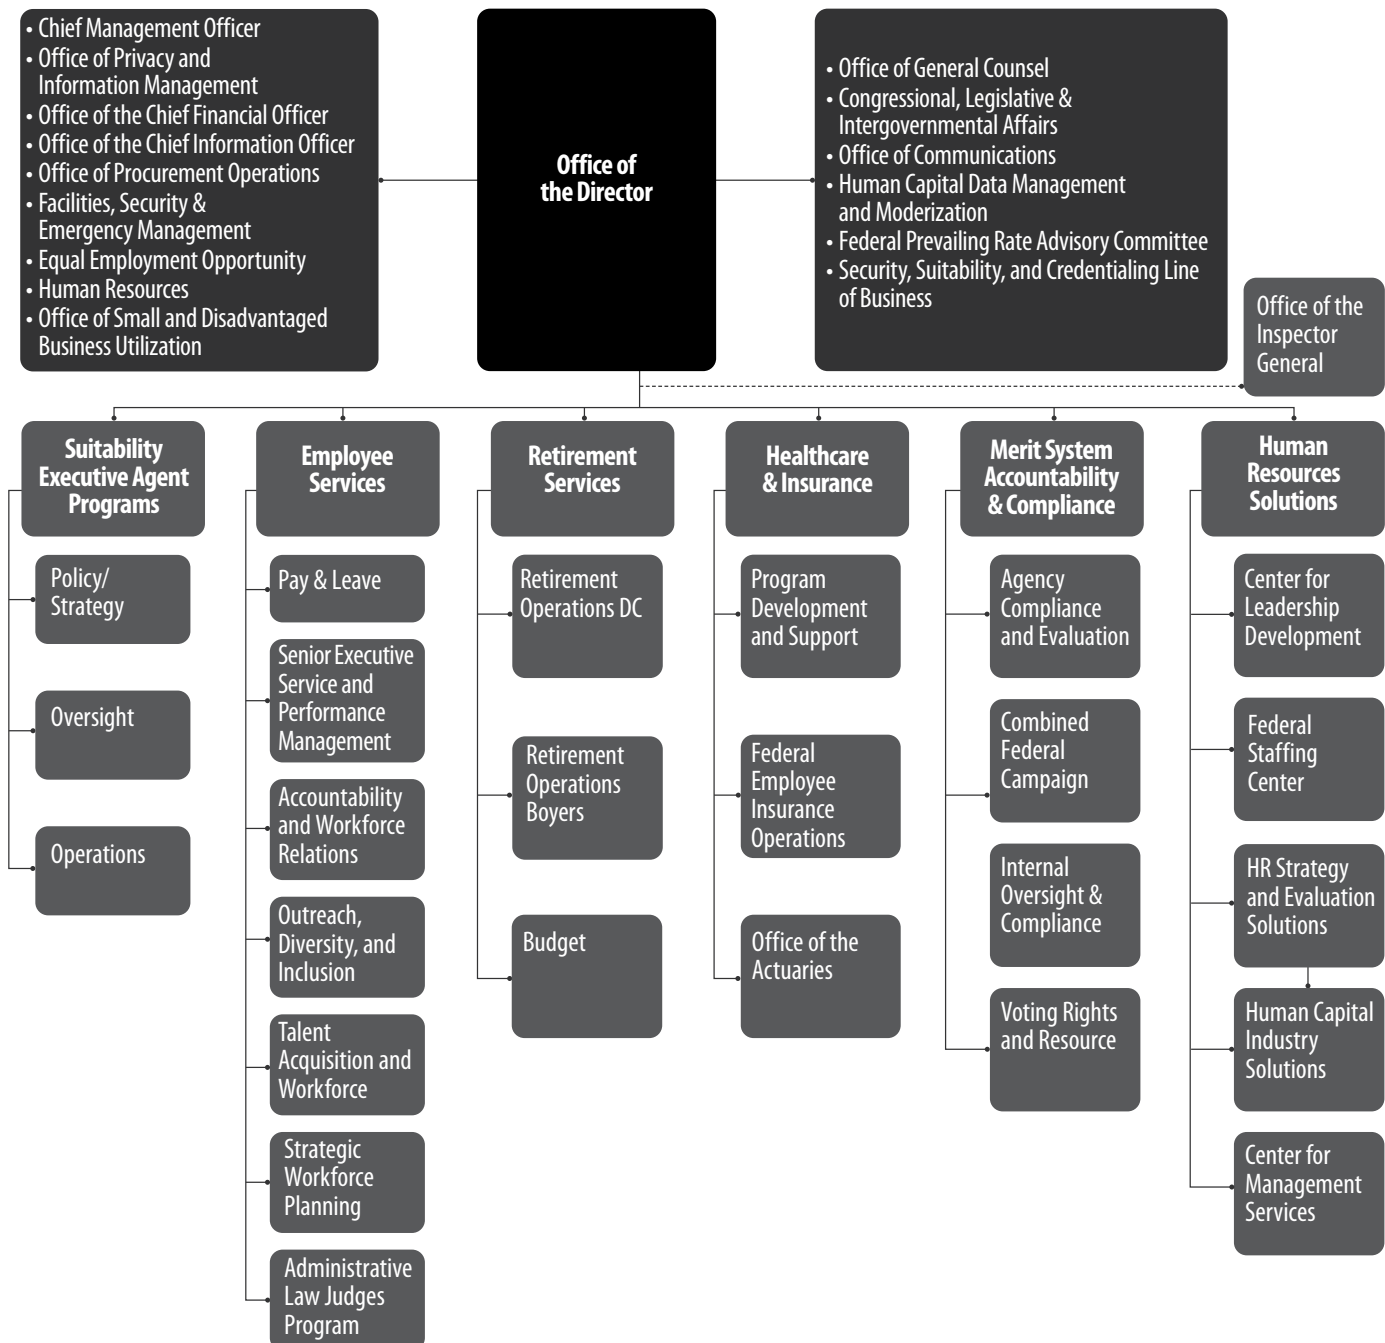 • Chief Management Officer
• Office of Privacy and
Information Management
• Office of the Chief Financial Officer
• Office of the Chief Information Officer
• Office of Procurement Operations
• Facilities, Security &
Emergency Management
• Equal Employment Opportunity
• Human Resources
• Office of Small and Disadvantaged
Business Utilization
Office of
the Director
• Office of General Counsel
• Congressional, Legislative &
Intergovernmental Affairs
• Office of Communications
• Human Capital Data Management
and Moderization
• Federal Prevailing Rate Advisory Committee
• Security, Suitability, and Credentialing Line
of Business
Office of the
Inspector
General
Suitability
Executive Agent
Programs
Policy/
Strategy
Oversight
Operations
Employee
Services
Pay & Leave
Senior Executive
Service and
Performance
Management
Accountability
and Workforce
Relations
Outreach,
Diversity, and
Inclusion
Talent
Acquisition and
Workforce
Strategic
Workforce
Planning
Administrative
Law Judges
Program
Retirement
Services
Retirement
Operations DC
Retirement
Operations
Boyers
Budget
Healthcare
& Insurance
Program
Development
and Support
Federal
Employee
Insurance
Operations
Office of the
Actuaries
Merit System
Accountability
& Compliance
Agency
Compliance
and Evaluation
Combined
Federal
Campaign
Internal
Oversight &
Compliance
Voting Rights
and Resource
Human
Resources
Solutions
Center for
Leadership
Development
Federal
Staffing
Center
HR Strategy
and Evaluation
Solutions
Human Capital
Industry
Solutions
Center for
Management
Services